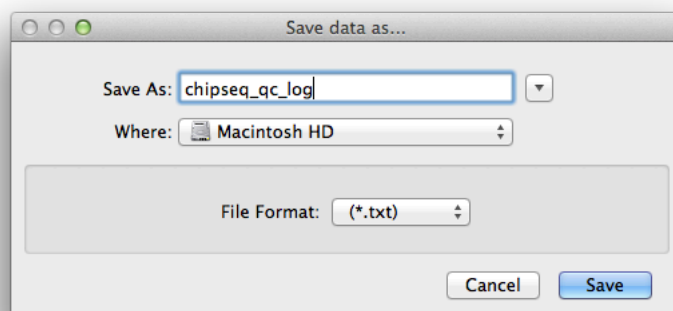 Save data as...
Save As: chipseq_qc_log
Where: Macintosh HD
File Format: (*.txt)
Cancel Save